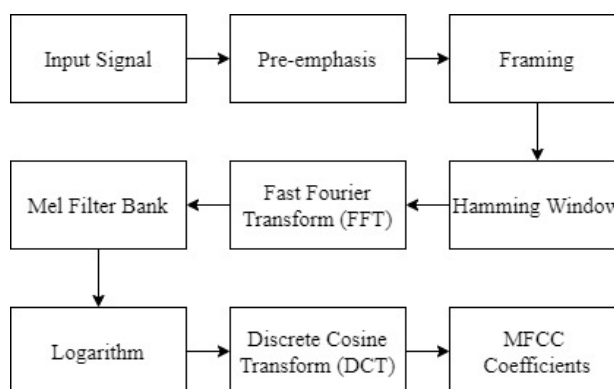 Input Signal
Pre-emphasis
Framing
Hamming Window
Fast Fourier
Transform (FFT)
Mel Filter Bank
Logarithm
Discrete Cosine
Transform (DCT)
MFCC
Coefficients